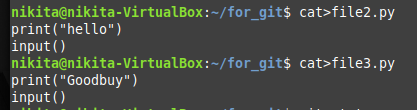 nikita@nikita-VirtualBox:~/for_git$ cat>file2.py
print("hello")
input()
nikita@nikita-VirtualBox:~/for_git$ cat>file3.py
print("Goodbuy")
input()